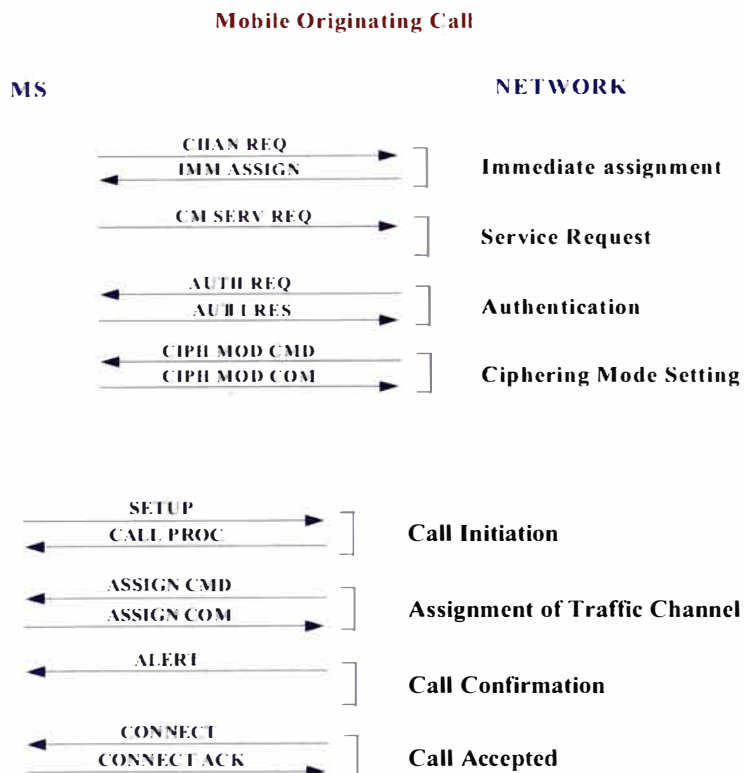 Mobile Originating Call
MS NETWORK
CHAN REQ
IMM ASSIGN
Immediate assignment
CM SERV REQ
Service Request
AUTH REQ
AUTH RES
Authentication
CIPH MOD CMD
CIPH MOD COM
Ciphering Mode Setting
SETUP
CALL PROC
Call Initiation
ASSIGN CMD
ASSIGN COM
Assignment of Traffic Channel
ALERT
Call Confirmation
CONNECT
CONNECT ACK
Call Accepted